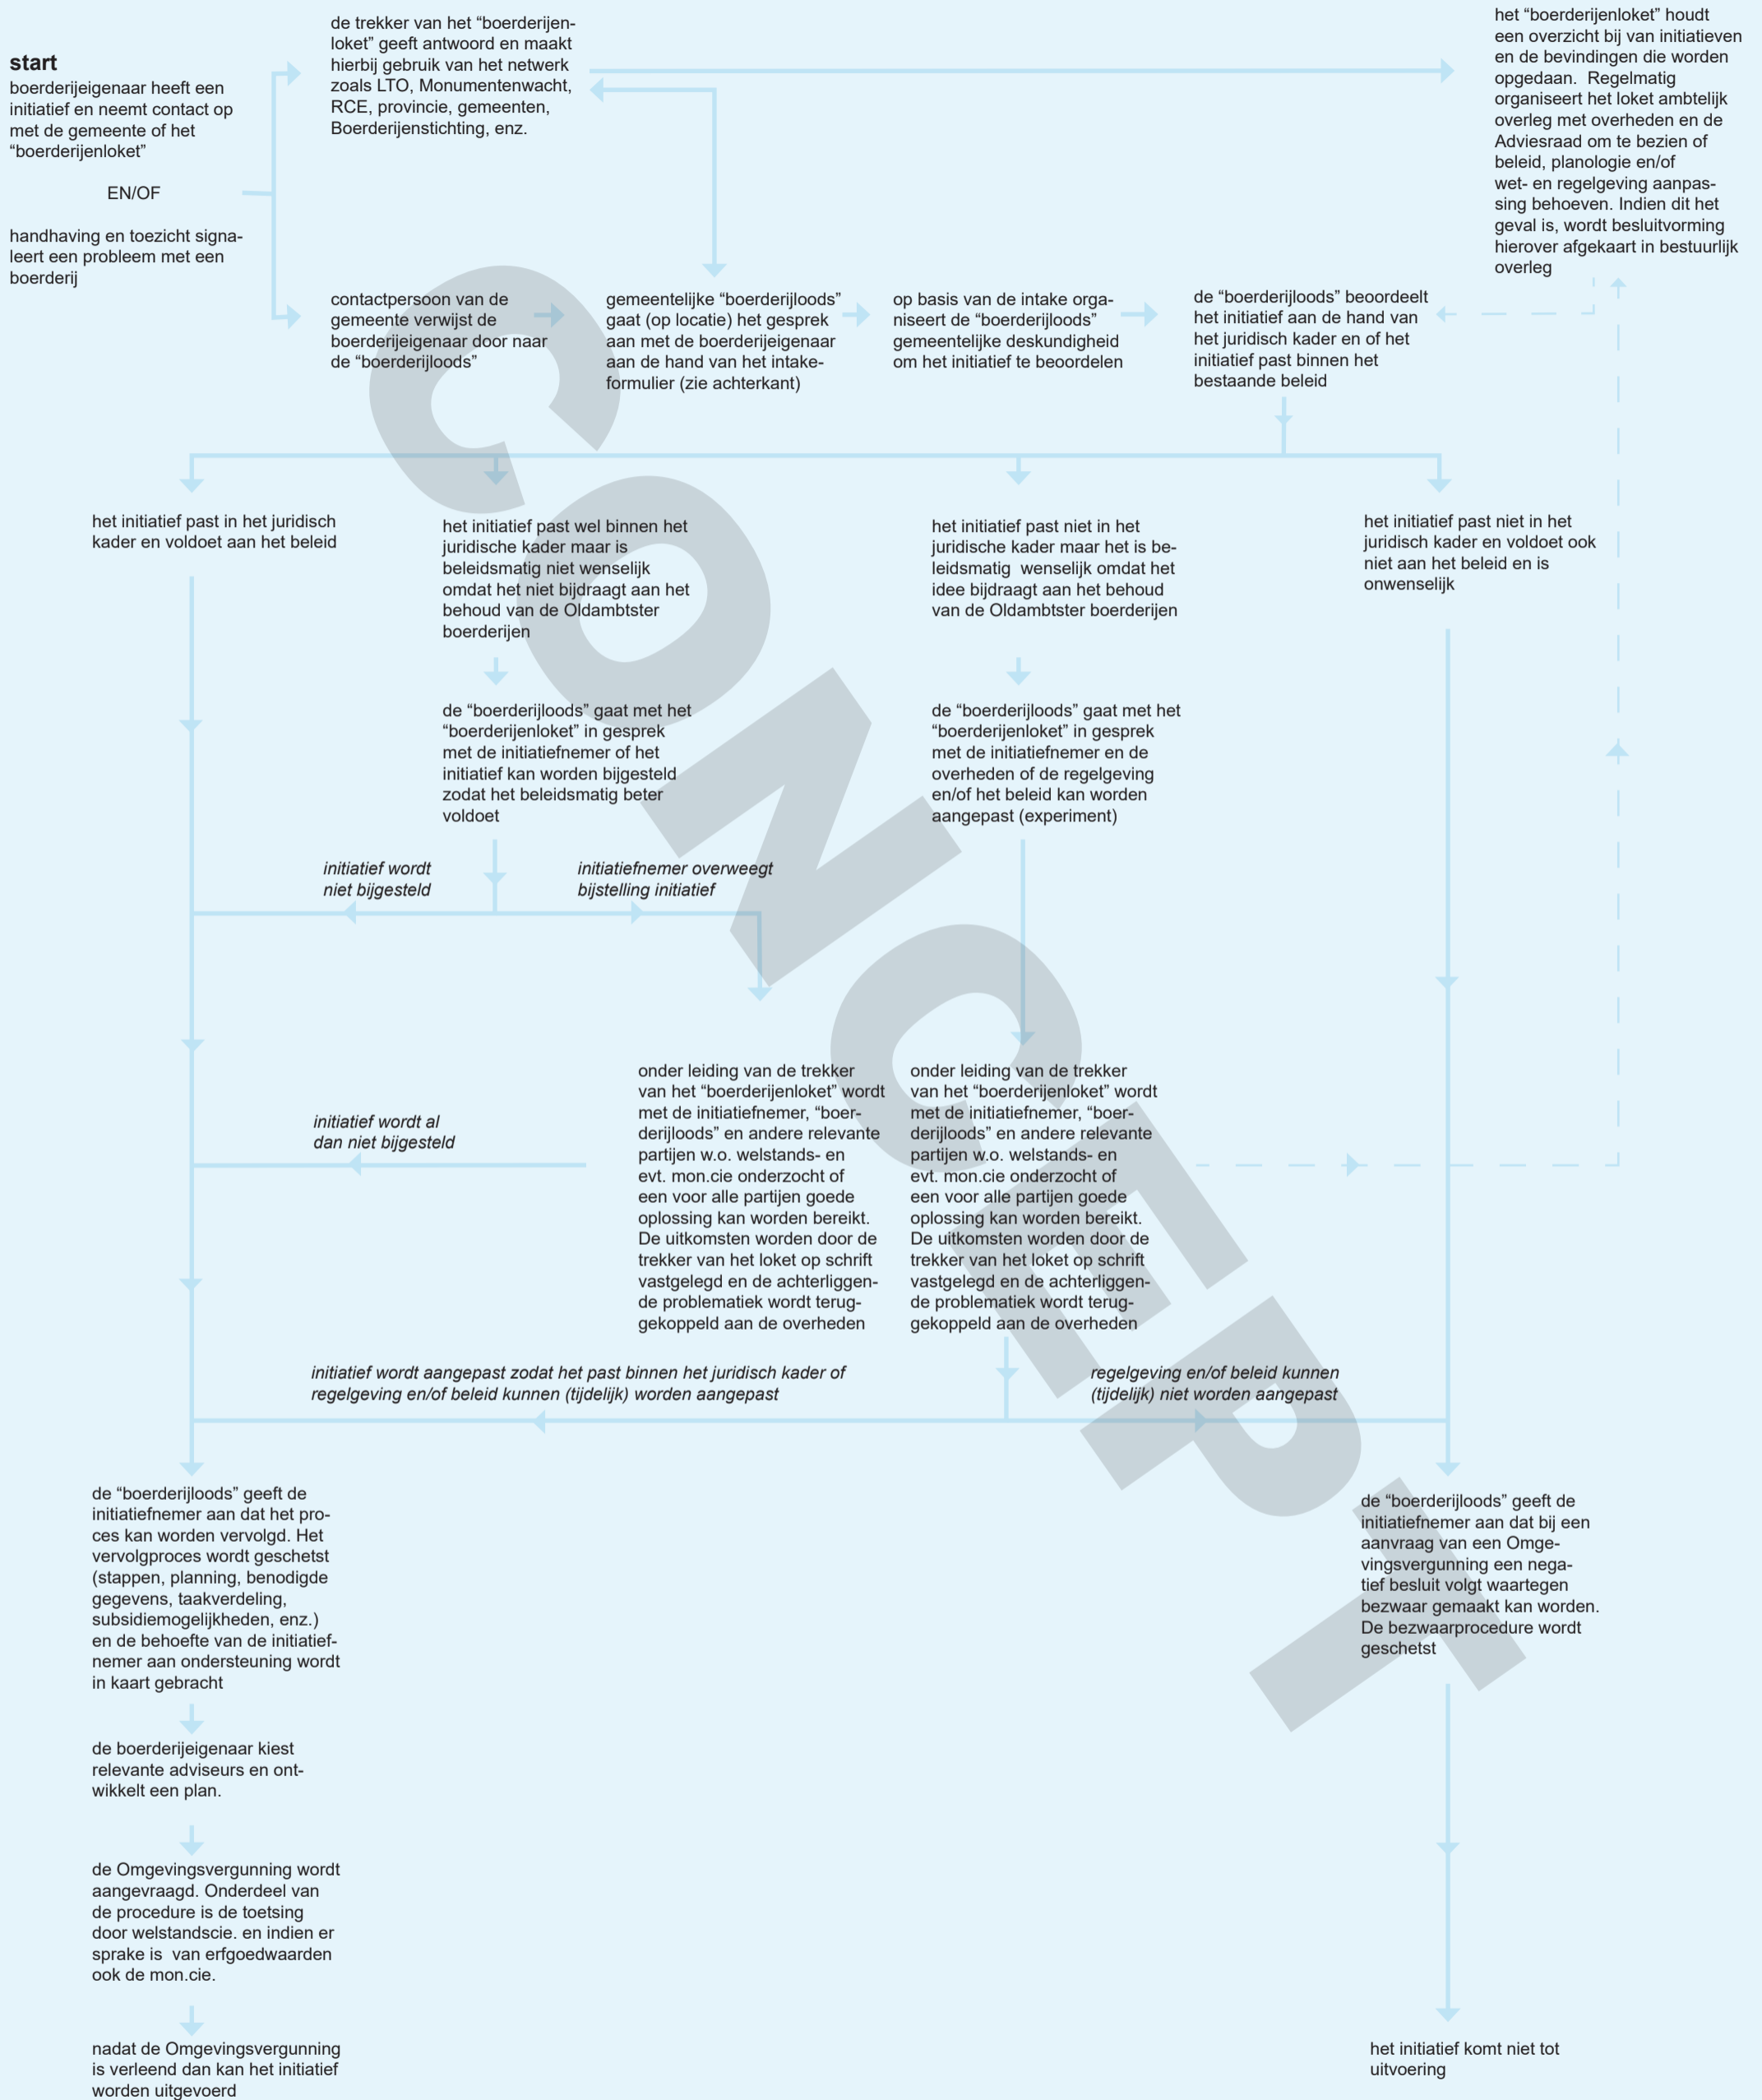 start
boerderijeigenaar heeft een
initiatief en neemt contact op
met de gemeente of het
“boerderijenloket”
EN/OF
handhaving en toezicht signa-
leert een probleem met een
boerderij
de trekker van het “boerderijen-
loket” geeft antwoord en maakt
hierbij gebruik van het netwerk
zoals LTO, Monumentenwacht,
RCE, provincie, gemeenten,
Boerderijenstichting, enz.
het “boerderijenloket” houdt
een overzicht bij van initiatieven
en de bevindingen die worden
opgedaan.  Regelmatig
organiseert het loket ambtelijk
overleg met overheden en de
Adviesraad om te bezien of
beleid, planologie en/of
wet- en regelgeving aanpas-
sing behoeven. Indien dit het
geval is, wordt besluitvorming
hierover afgekaart in bestuurlijk
overleg
contactpersoon van de
gemeente verwijst de
boerderijeigenaar door naar
de “boerderijloods”
gemeentelijke “boerderijloods”
gaat (op locatie) het gesprek
aan met de boerderijeigenaar
aan de hand van het intake-
formulier (zie achterkant)
op basis van de intake orga-
niseert de “boerderijloods”
gemeentelijke deskundigheid
om het initiatief te beoordelen
de “boerderijloods” beoordeelt
het initiatief aan de hand van
het juridisch kader en of het
initiatief past binnen het
bestaande beleid
het initiatief past in het juridisch
kader en voldoet aan het beleid
het initiatief past wel binnen het
juridische kader maar is
beleidsmatig niet wenselijk
omdat het niet bijdraagt aan het
behoud van de Oldambtster
boerderijen
het initiatief past niet in het
juridische kader maar het is be-
leidsmatig  wenselijk omdat het
idee bijdraagt aan het behoud
van de Oldambtster boerderijen
het initiatief past niet in het
juridisch kader en voldoet ook
niet aan het beleid en is
onwenselijk
de “boerderijloods” gaat met het
“boerderijenloket” in gesprek
met de initiatiefnemer of het
initiatief kan worden bijgesteld
zodat het beleidsmatig beter
voldoet
de “boerderijloods” gaat met het
“boerderijenloket” in gesprek
met de initiatiefnemer en de
overheden of de regelgeving
en/of het beleid kan worden
aangepast (experiment)
initiatief wordt
niet bijgesteld
initiatiefnemer overweegt
bijstelling initiatief
initiatief wordt al
dan niet bijgesteld
onder leiding van de trekker
van het “boerderijenloket” wordt
met de initiatiefnemer, “boer-
derijloods” en andere relevante
partijen w.o. welstands- en
evt. mon.cie onderzocht of
een voor alle partijen goede
oplossing kan worden bereikt.
De uitkomsten worden door de
trekker van het loket op schrift
vastgelegd en de achterliggen-
de problematiek wordt terug-
gekoppeld aan de overheden
onder leiding van de trekker
van het “boerderijenloket” wordt
met de initiatiefnemer, “boer-
derijloods” en andere relevante
partijen w.o. welstands- en
evt. mon.cie onderzocht of
een voor alle partijen goede
oplossing kan worden bereikt.
De uitkomsten worden door de
trekker van het loket op schrift
vastgelegd en de achterliggen-
de problematiek wordt terug-
gekoppeld aan de overheden
initiatief wordt aangepast zodat het past binnen het juridisch kader of
regelgeving en/of beleid kunnen (tijdelijk) worden aangepast
regelgeving en/of beleid kunnen
(tijdelijk) niet worden aangepast
de “boerderijloods” geeft de
initiatiefnemer aan dat het pro-
ces kan worden vervolgd. Het
vervolgproces wordt geschetst
(stappen, planning, benodigde
gegevens, taakverdeling,
subsidiemogelijkheden, enz.)
en de behoefte van de initiatief-
nemer aan ondersteuning wordt
in kaart gebracht
de “boerderijloods” geeft de
initiatiefnemer aan dat bij een
aanvraag van een Omge-
vingsvergunning een nega-
tief besluit volgt waartegen
bezwaar gemaakt kan worden.
De bezwaarprocedure wordt
geschetst
de boerderijeigenaar kiest
relevante adviseurs en ont-
wikkelt een plan.
de Omgevingsvergunning wordt
aangevraagd. Onderdeel van
de procedure is de toetsing
door welstandscie. en indien er
sprake is  van erfgoedwaarden
ook de mon.cie.
nadat de Omgevingsvergunning
is verleend dan kan het initiatief
worden uitgevoerd
het initiatief komt niet tot
uitvoering
CONCEPT